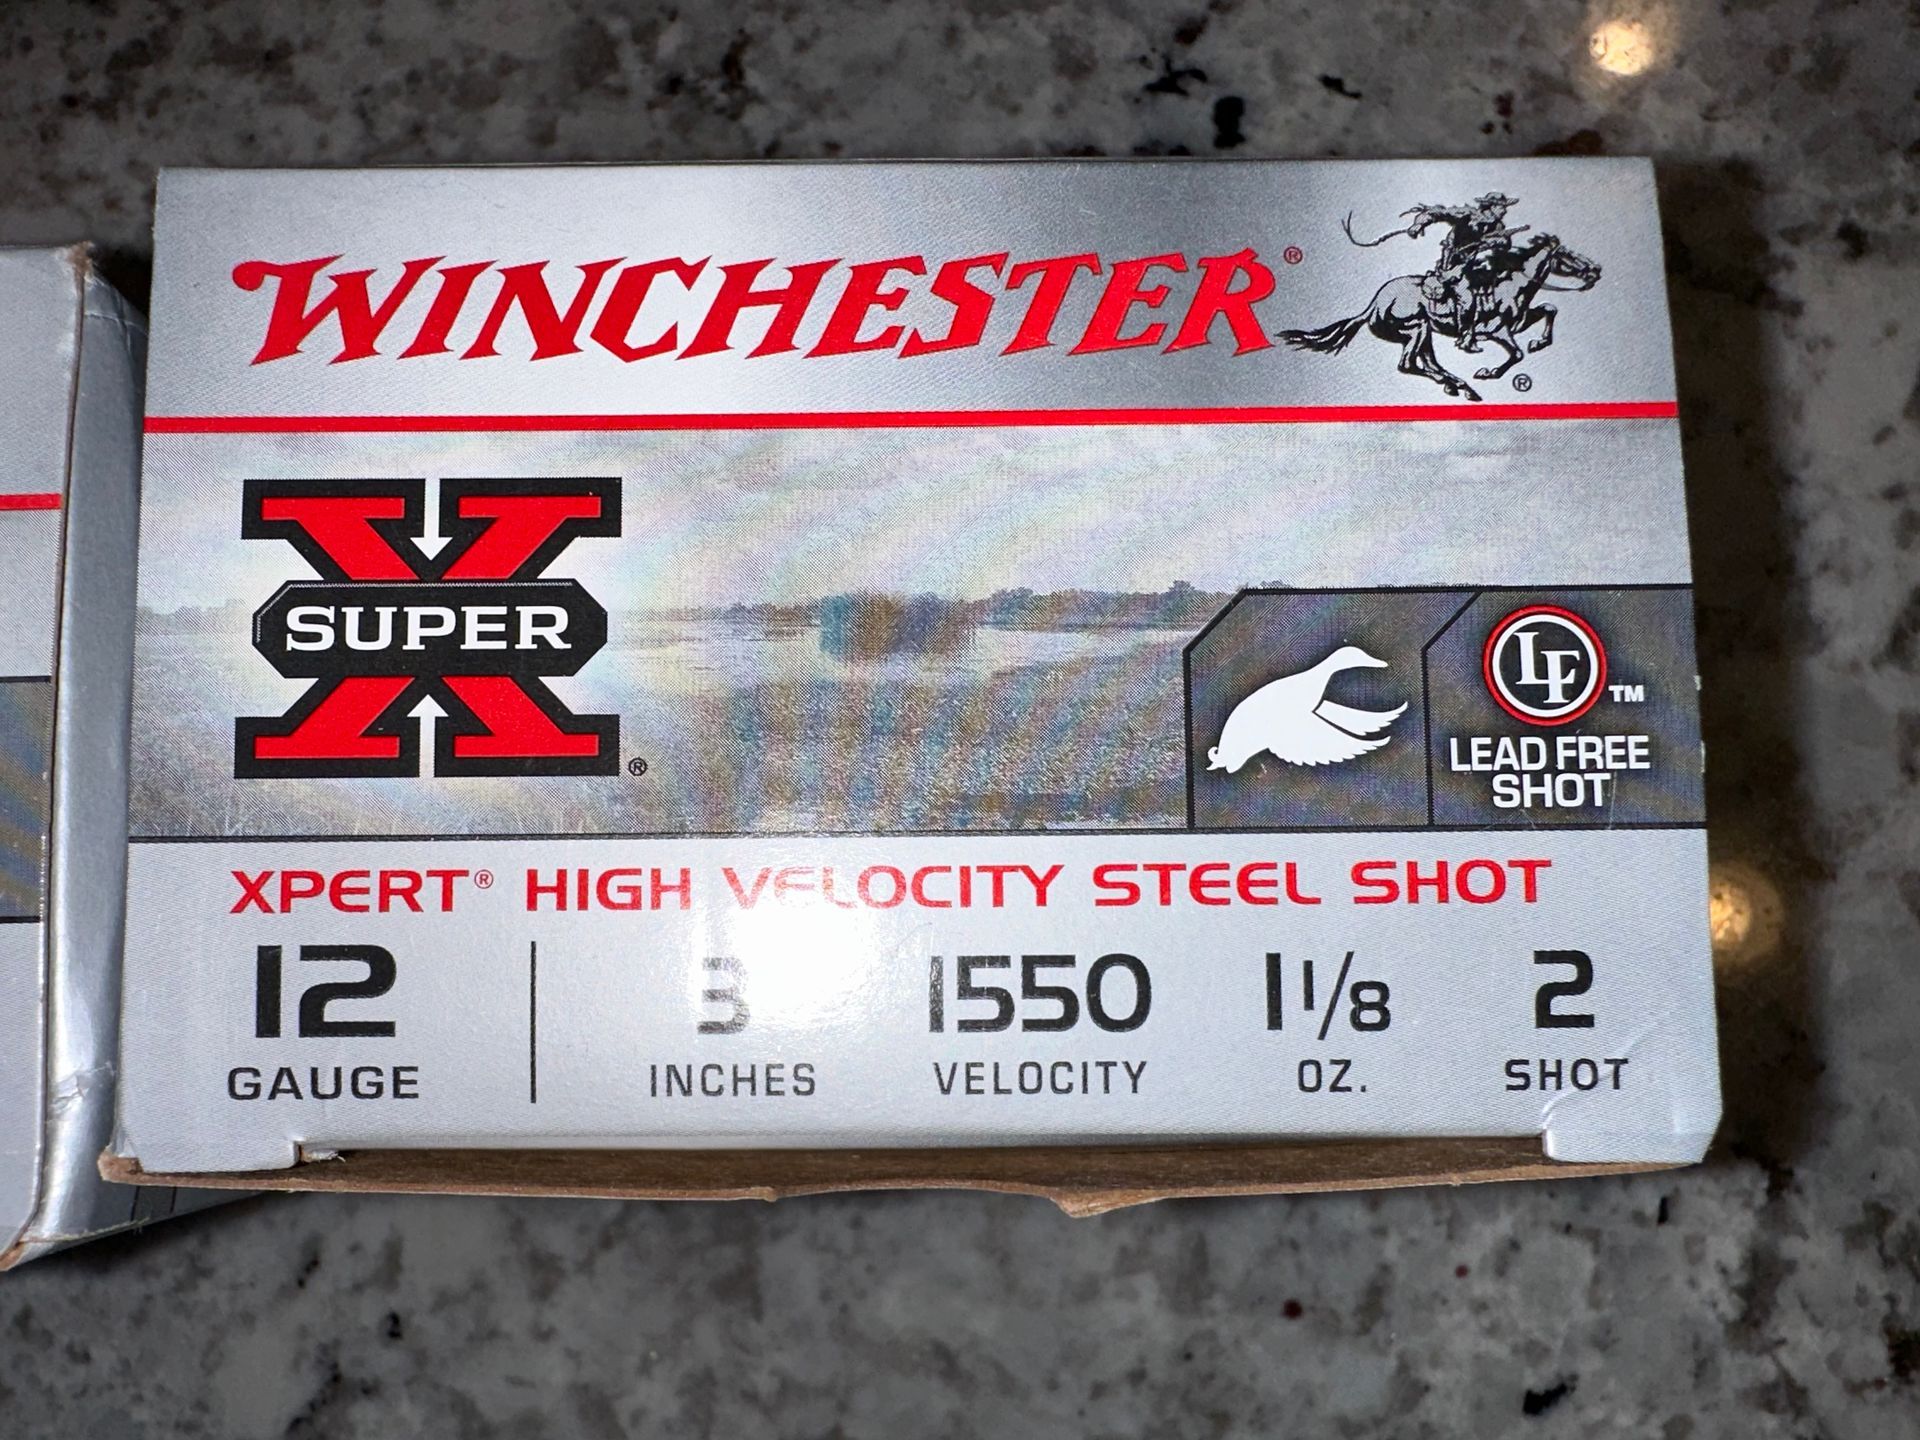 WINCHESTER®
®
X SUPER ®
LF™
LEAD FREE
SHOT
XPERT® HIGH VELOCITY STEEL SHOT
12 3 1550 1 1/8 2
GAUGE INCHES VELOCITY OZ. SHOT